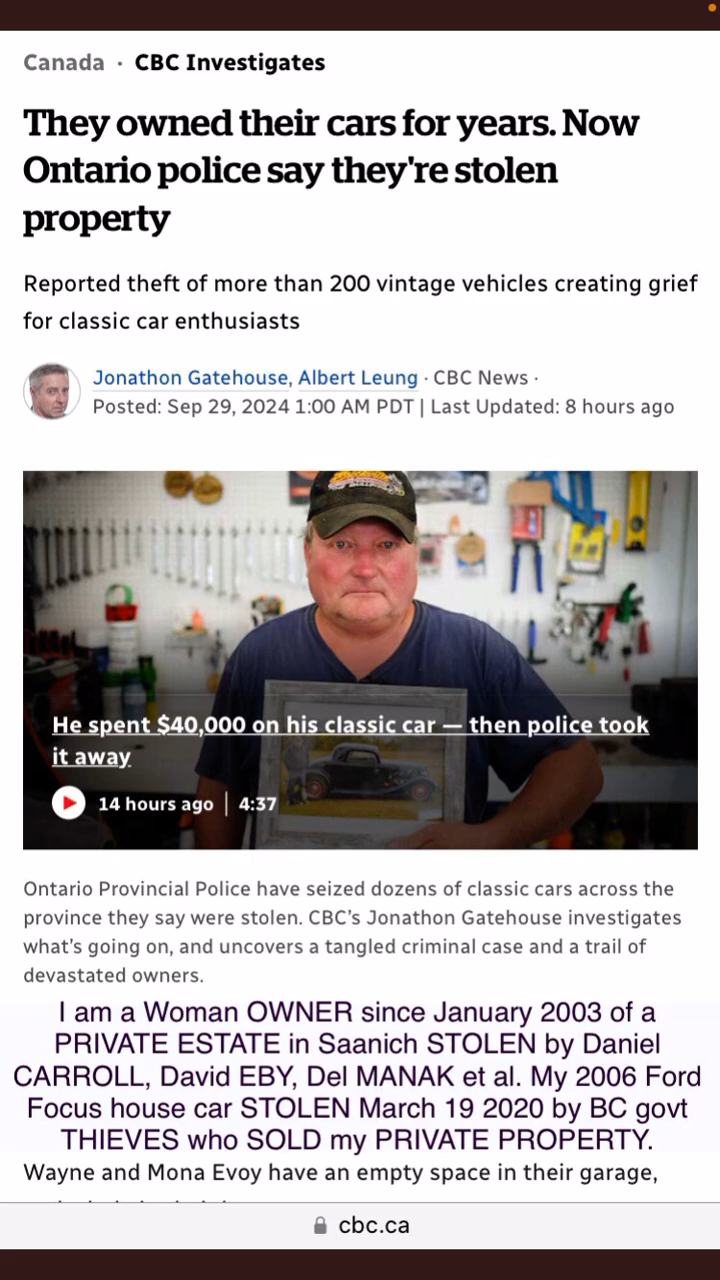 Canada · CBC Investigates
They owned their cars for years. Now
Ontario police say they're stolen
property
Reported theft of more than 200 vintage vehicles creating grief
for classic car enthusiasts
Jonathon Gatehouse, Albert Leung · CBC News ·
Posted: Sep 29, 2024 1:00 AM PDT | Last Updated: 8 hours ago
He spent $40,000 on his classic car — then police took
it away
14 hours ago | 4:37
Ontario Provincial Police have seized dozens of classic cars across the
province they say were stolen. CBC's Jonathon Gatehouse investigates
what's going on, and uncovers a tangled criminal case and a trail of
devastated owners.
I am a Woman OWNER since January 2003 of a
PRIVATE ESTATE in Saanich STOLEN by Daniel
CARROLL, David EBY, Del MANAK et al. My 2006 Ford
Focus house car STOLEN March 19 2020 by BC govt
THIEVES who SOLD my PRIVATE PROPERTY.
Wayne and Mona Evoy have an empty space in their garage,
cbc.ca